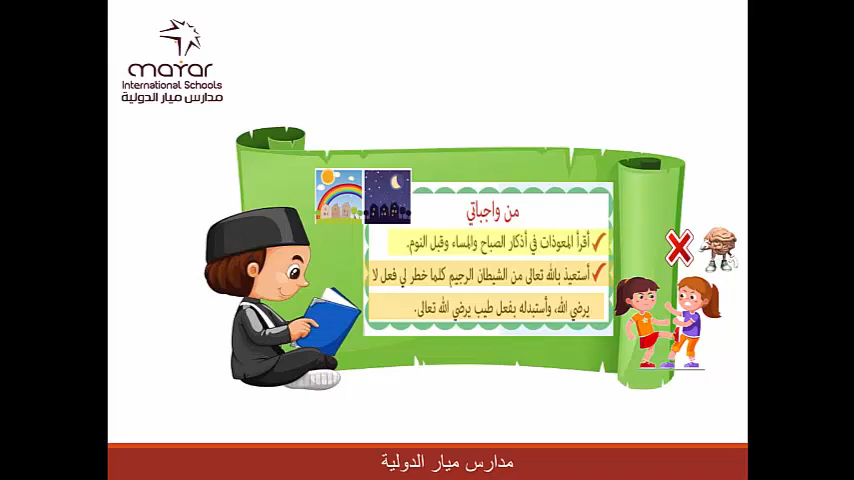 mayar
International Schools
مدارس ميار الدولية
من واجباتي
✓ أقرأ المعوذات في أذكار الصباح والمساء وقبل النوم.
✓ أستعيذ بالله تعالى من الشيطان الرجيم كلما خطر لي فعل لا
يرضي الله، وأستبدله بفعل طيب يرضي الله تعالى.
مدارس ميار الدولية